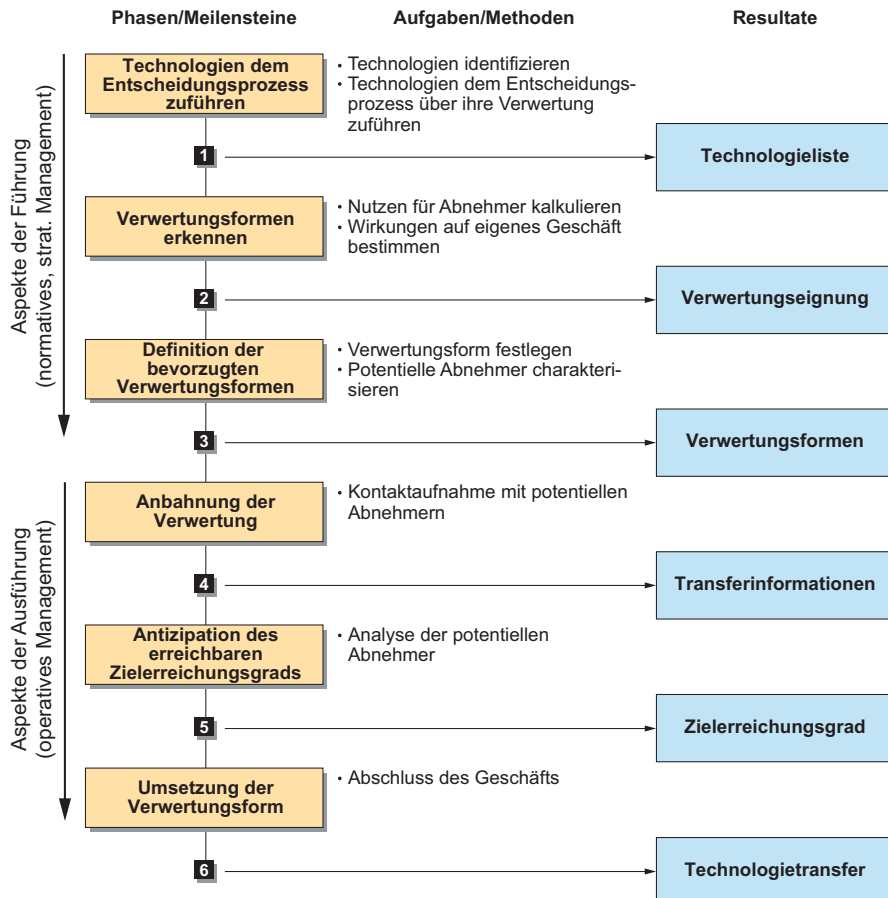 Phasen/Meilensteine
Aufgaben/Methoden
Resultate
Aspekte der Führung
(normatives, strat. Management)
Technologien dem
Entscheidungsprozess
zuführen
· Technologien identifizieren
· Technologien dem Entscheidungs-
prozess über ihre Verwertung
zuführen
1
Technologieliste
Verwertungsformen
erkennen
· Nutzen für Abnehmer kalkulieren
· Wirkungen auf eigenes Geschäft
bestimmen
2
Verwertungseignung
Definition der
bevorzugten
Verwertungsformen
· Verwertungsform festlegen
· Potentielle Abnehmer charakteri-
sieren
3
Verwertungsformen
Aspekte der Ausführung
(operatives Management)
Anbahnung der
Verwertung
· Kontaktaufnahme mit potentiellen
Abnehmern
4
Transferinformationen
Antizipation des
erreichbaren
Zielerreichungsgrads
· Analyse der potentiellen
Abnehmer
5
Zielerreichungsgrad
Umsetzung der
Verwertungsform
· Abschluss des Geschäfts
6
Technologietransfer